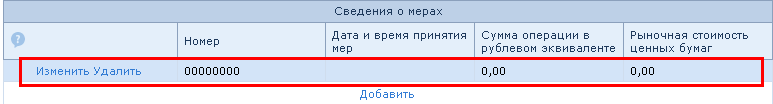 Сведения о мерах
Номер
Дата и время принятия
мер
Сумма операции в
рублевом эквиваленте
Рыночная стоимость
ценных бумаг
Изменить Удалить 00000000 0,00 0,00
Добавить